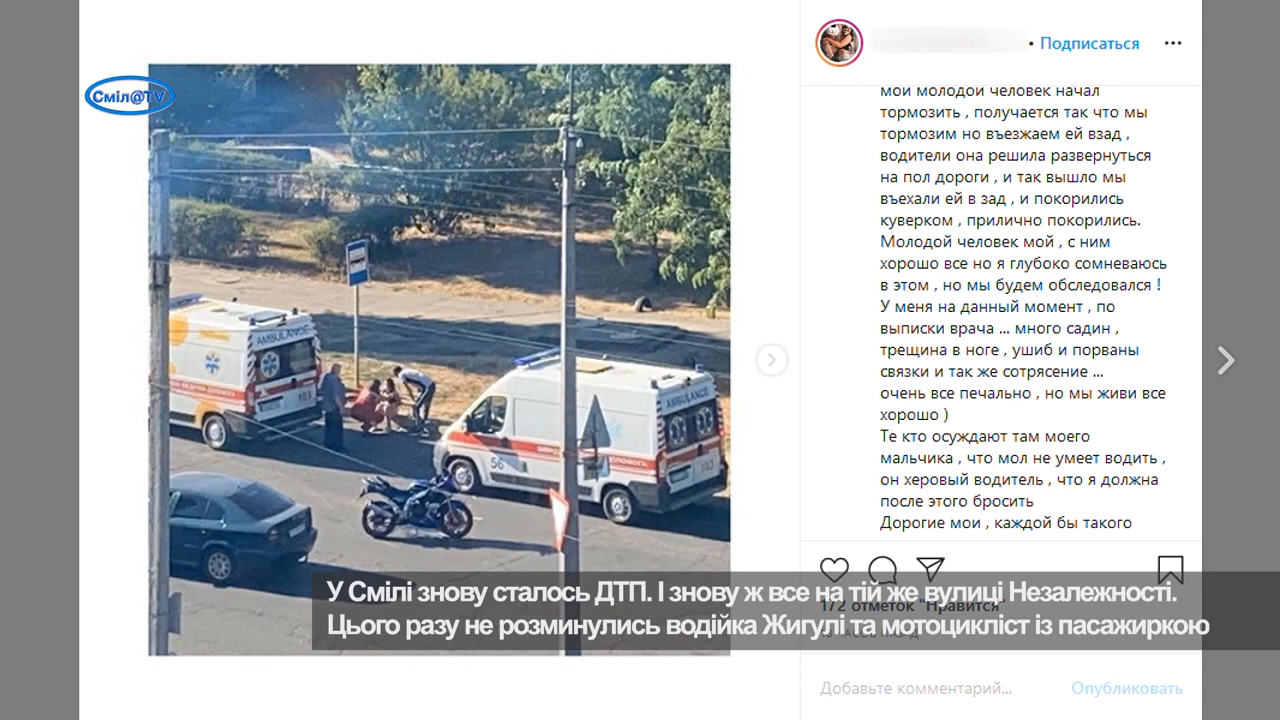 Сміл@TV
• Подписаться
мой молодой человек начал
тормозить , получается так что мы
тормозим но въезжаем ей взад ,
водители она решила развернуться
на пол дороги , и так вышло мы
въехали ей в зад , и покорились
куверком , прилично покорились.
Молодой человек мой , с ним
хорошо все но я глубоко сомневаюсь
в этом , но мы будем обследовался !
У меня на данный момент , по
выписки врача ... много садин ,
трещина в ноге , ушиб и порваны
связки и так же сотрясение ...
очень все печально , но мы живи все
хорошо )
Те кто осуждают там моего
мальчика , что мол не умеет водить ,
он херовый водитель , что я должна
после этого бросить
Дорогие мои , каждой бы такого
AMBULANCE
103
AMBULANCE
56
103
172 отметок "Нравится"
У Смілі знову сталось ДТП. І знову ж все на тій же вулиці Незалежності.
Цього разу не розминулись водійка Жигулі та мотоцикліст із пасажиркою
Добавьте комментарий...
Опубликовать